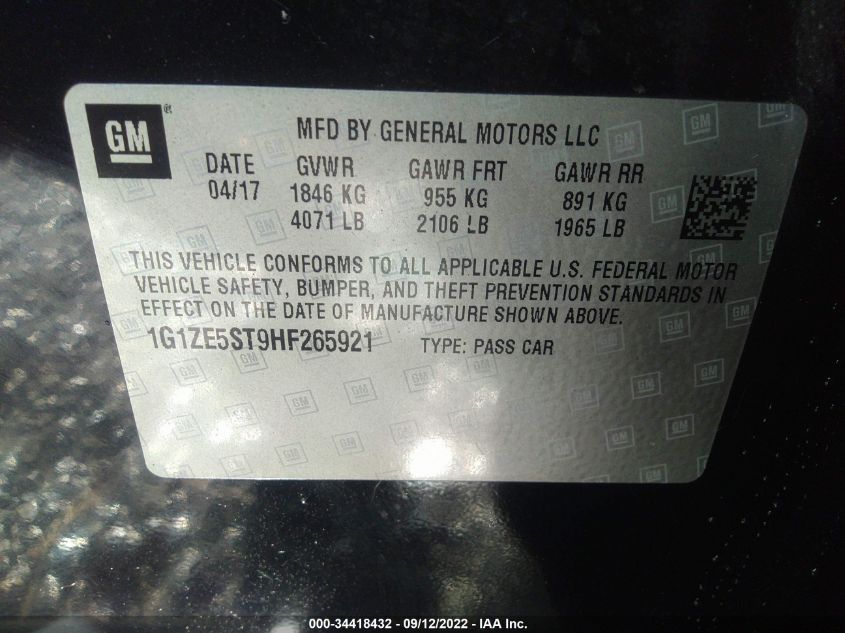 GM®
MFD BY GENERAL MOTORS LLC
DATE GVWR GAWR FRT GAWR RR
04/17 1846 KG 955 KG 891 KG
4071 LB 2106 LB 1965 LB
THIS VEHICLE CONFORMS TO ALL APPLICABLE U.S. FEDERAL MOTOR
VEHICLE SAFETY, BUMPER, AND THEFT PREVENTION STANDARDS IN
EFFECT ON THE DATE OF MANUFACTURE SHOWN ABOVE.
1G1ZE5ST9HF265921 TYPE: PASS CAR
000-34418432 - 09/12/2022 - IAA Inc.